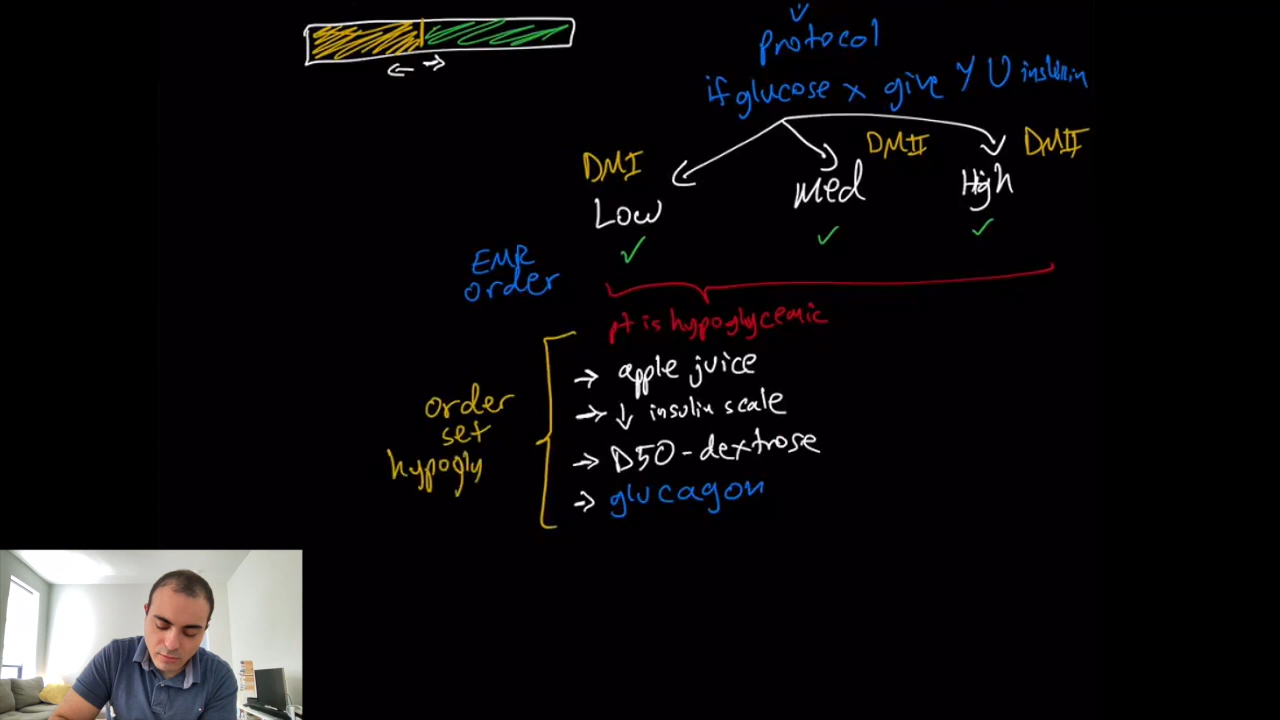 protocol
if glucose x give Y U insulin
DMI
DMII
DMII
Low
med
High
EMR
order
pt is hypoglycemic
→ apple juice
→ ↓ insulin scale
→ D50 - dextrose
→ glucagon
order
set
hypogly